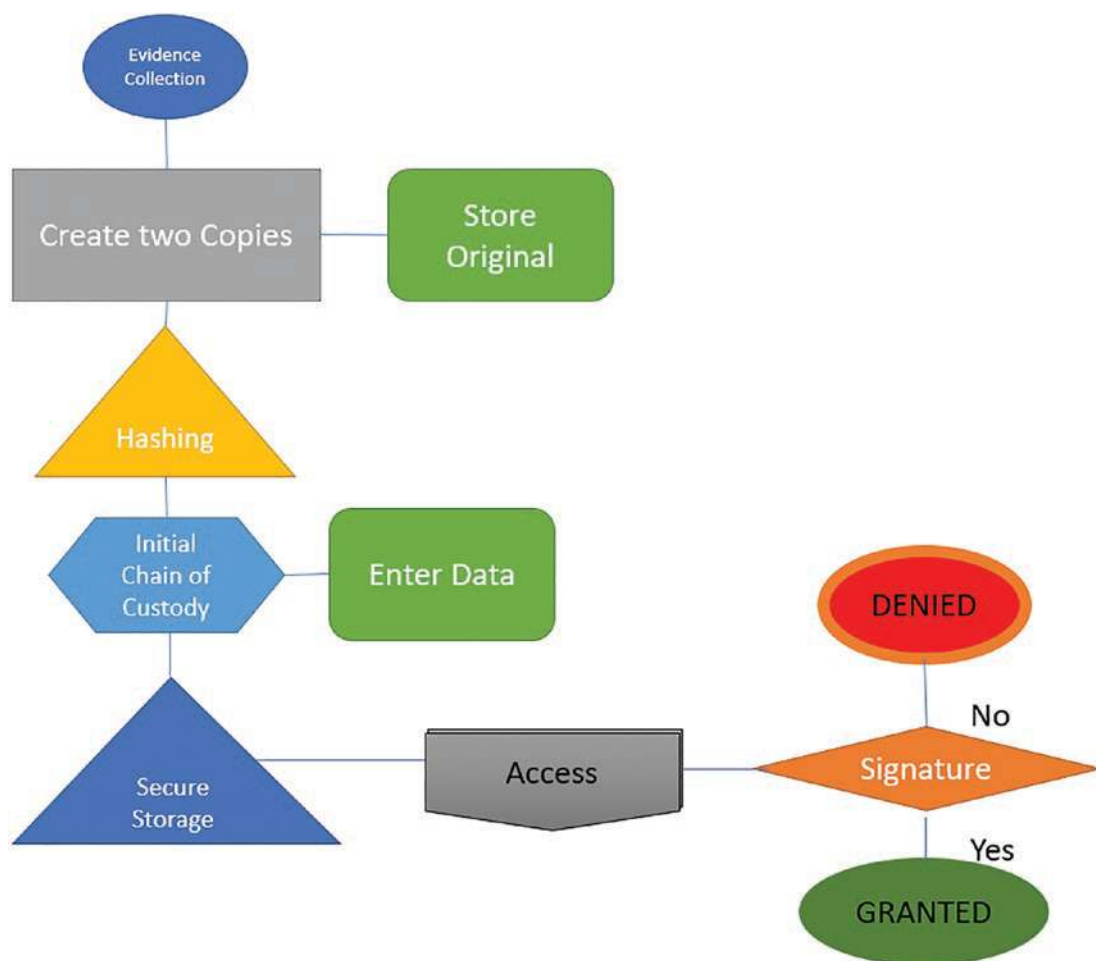 Evidence
Collection
Create two Copies
Store
Original
Hashing
Initial
Chain of
Custody
Enter Data
DENIED
No
Secure
Storage
Access
Signature
Yes
GRANTED